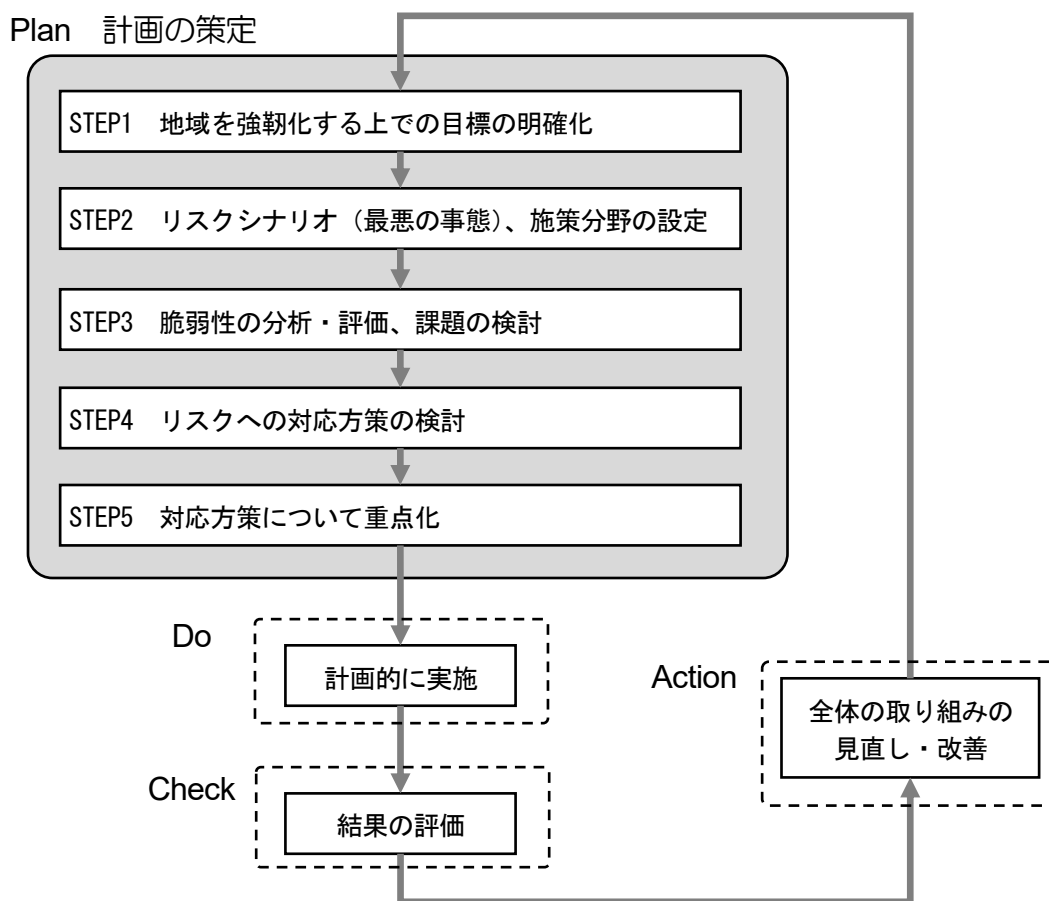 Plan 計画の策定
STEP1 地域を強靭化する上での目標の明確化
STEP2 リスクシナリオ（最悪の事態）、施策分野の設定
STEP3 脆弱性の分析・評価、課題の検討
STEP4 リスクへの対応方策の検討
STEP5 対応方策について重点化
Do
計画的に実施
Check
結果の評価
Action
全体の取り組みの
見直し・改善